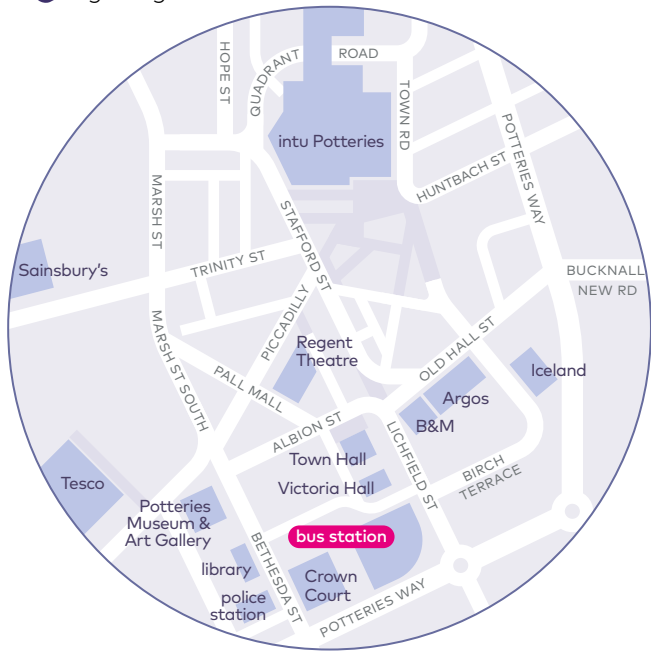 HOPE ST
QUADRANT
ROAD
TOWN RD
intu Potteries
POTTERIES WAY
HUNTBACH ST
MARSH ST
STAFFORD ST
Sainsbury's
TRINITY ST
BUCKNALL
NEW RD
PICCADILLY
MARSH ST SOUTH
Regent
Theatre
OLD HALL ST
Iceland
PALL MALL
Argos
B&M
ALBION ST
LICHFIELD ST
Town Hall
BIRCH
TERRACE
Tesco
Victoria Hall
Potteries
Museum &
Art Gallery
bus station
BETHESDA ST
library
Crown
Court
police
station
POTTERIES WAY